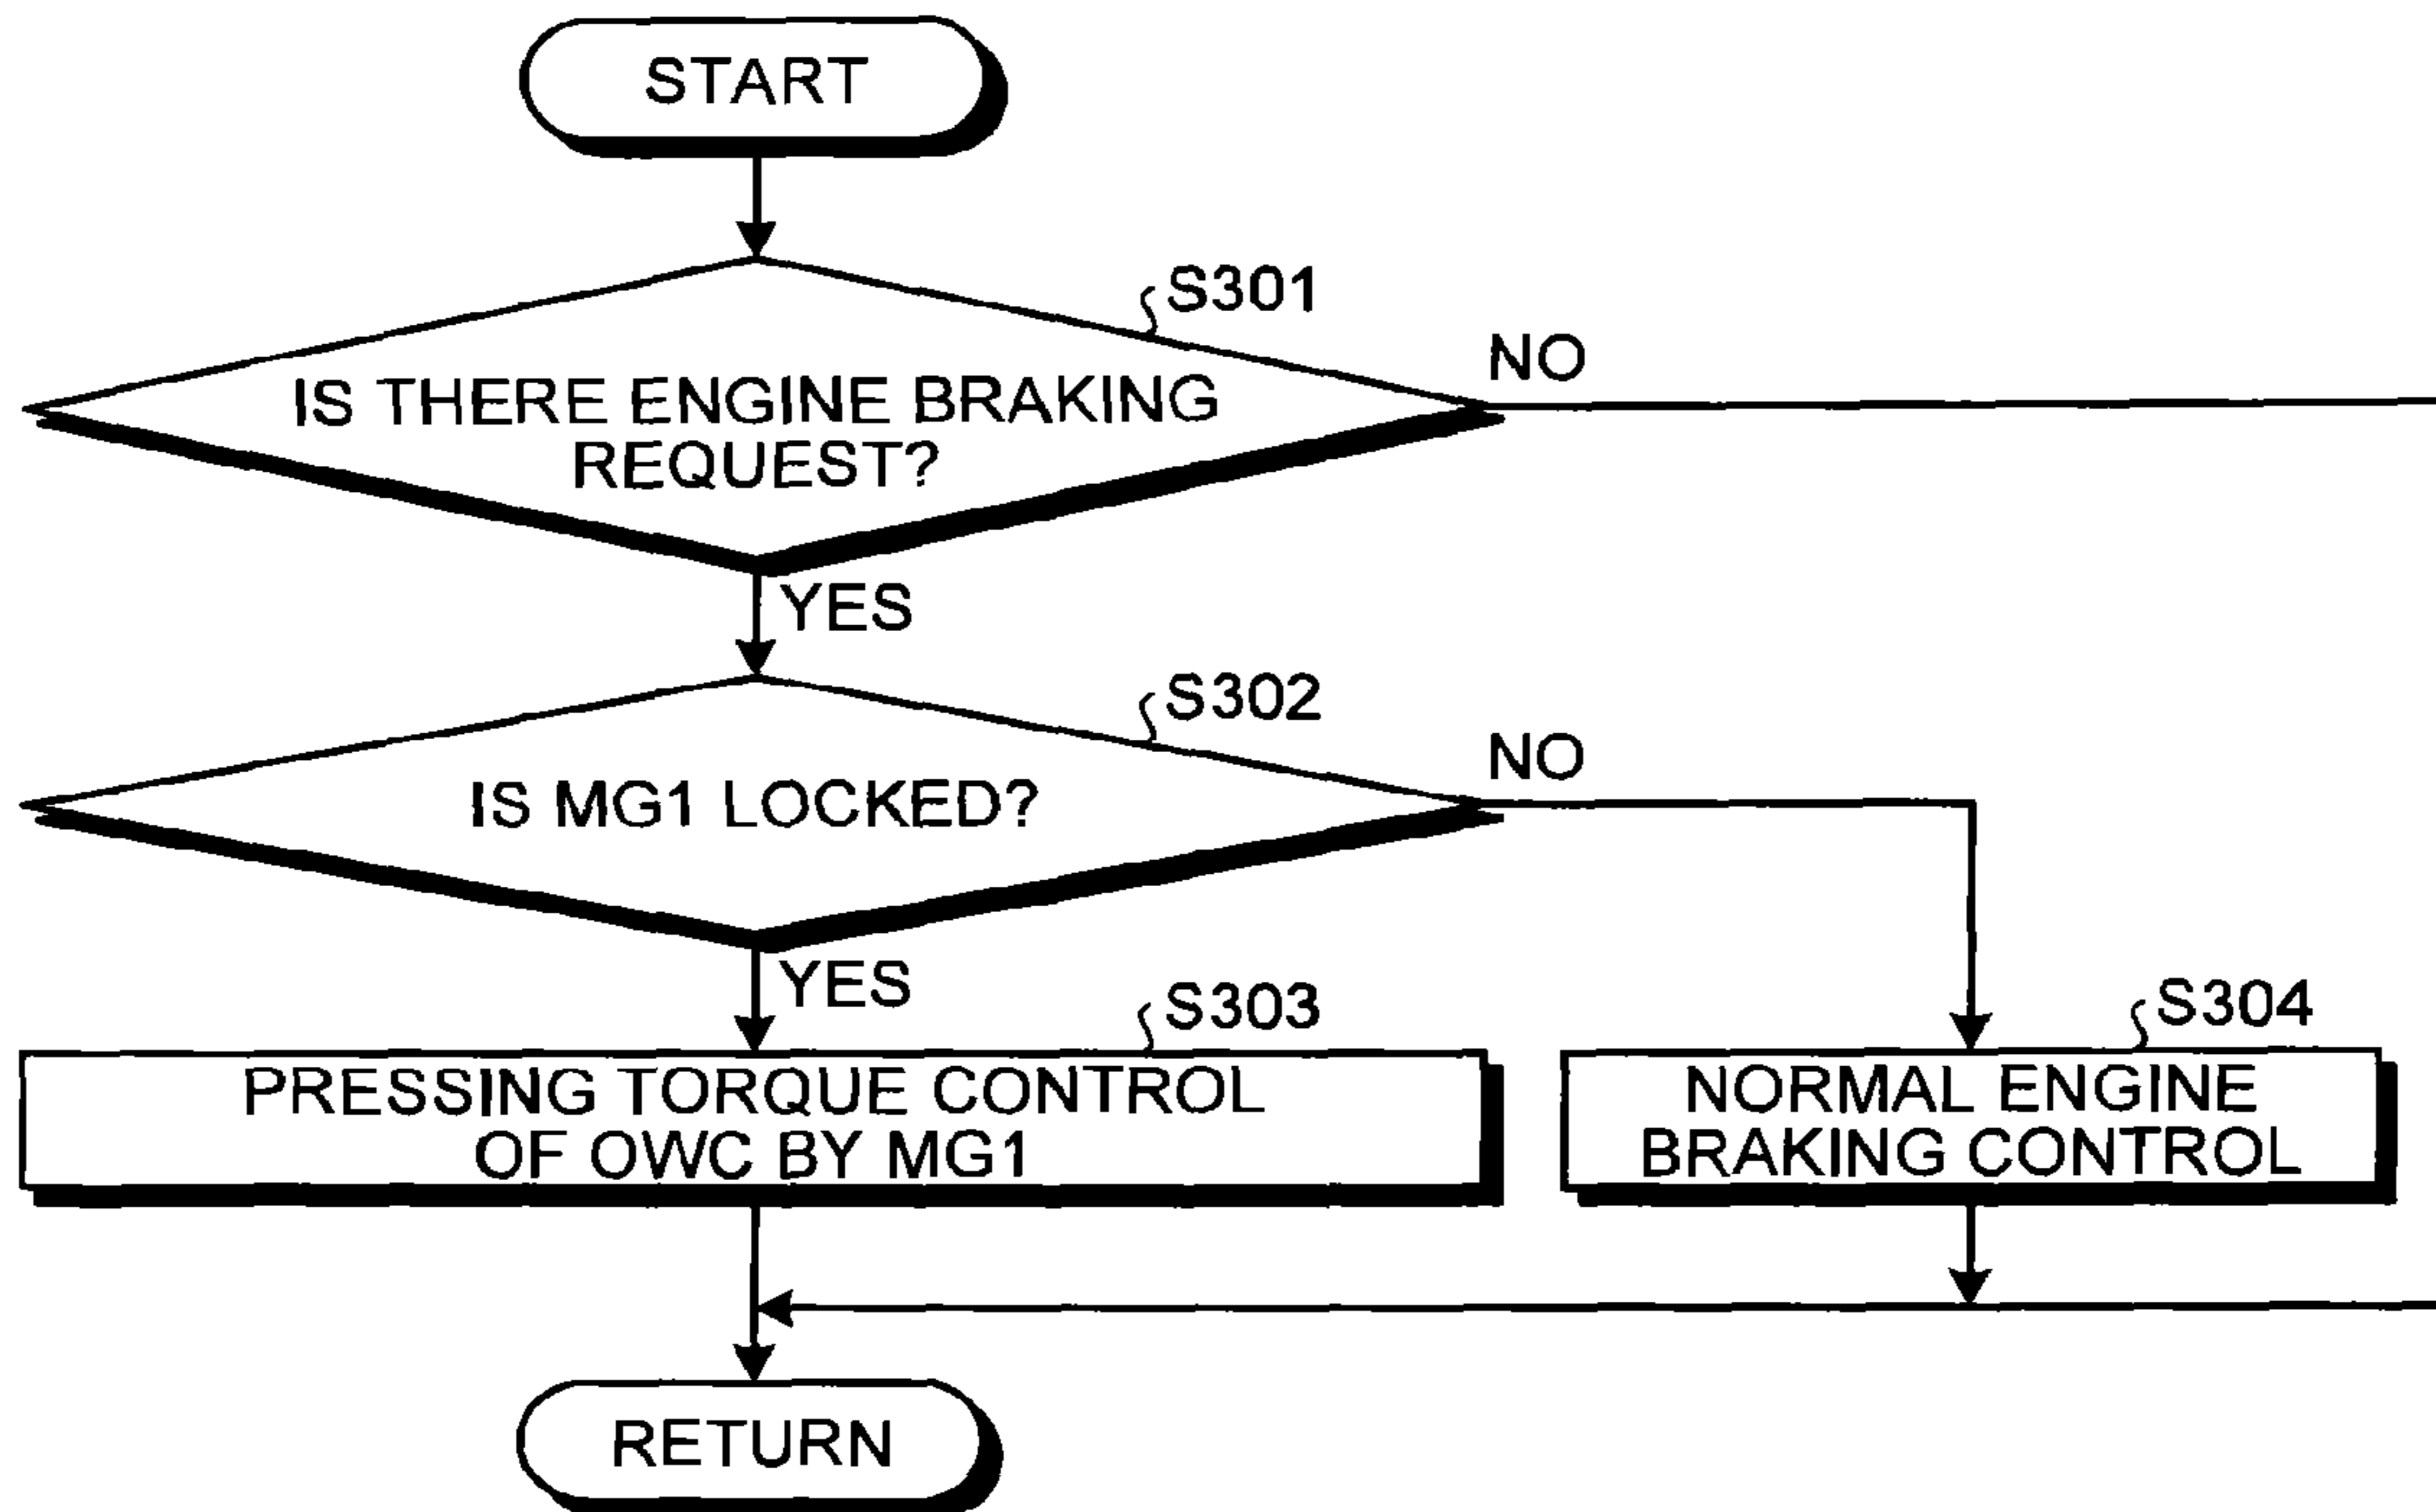 START
S301
NO
IS THERE ENGINE BRAKING
REQUEST?
YES
S302
NO
IS MG1 LOCKED?
YES
S303
S304
PRESSING TORQUE CONTROL
OF OWC BY MG1
NORMAL ENGINE
BRAKING CONTROL
RETURN